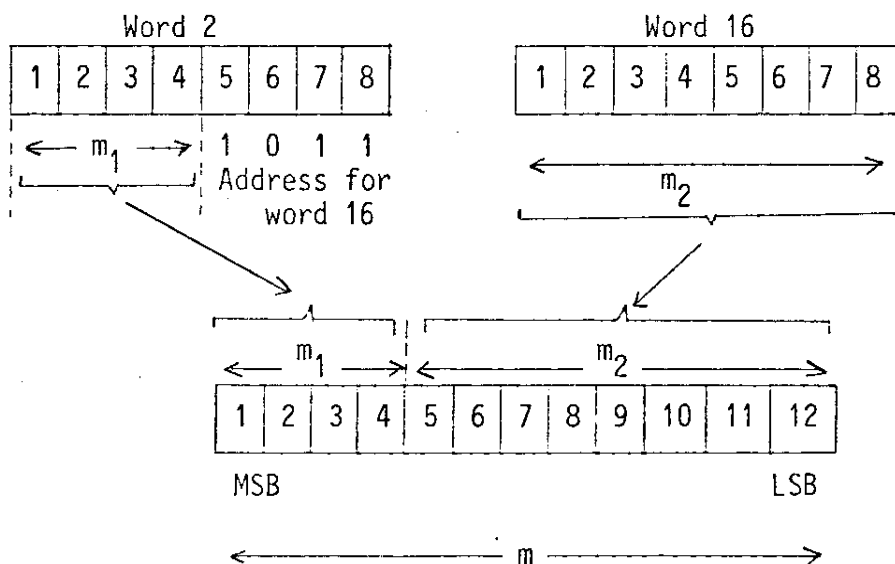 Word 2
Word 16
1 2 3 4 5 6 7 8
1 2 3 4 5 6 7 8
m1
1 0 1 1
Address for
word 16
m2
m1
m2
1 2 3 4 5 6 7 8 9 10 11 12
MSB
LSB
m